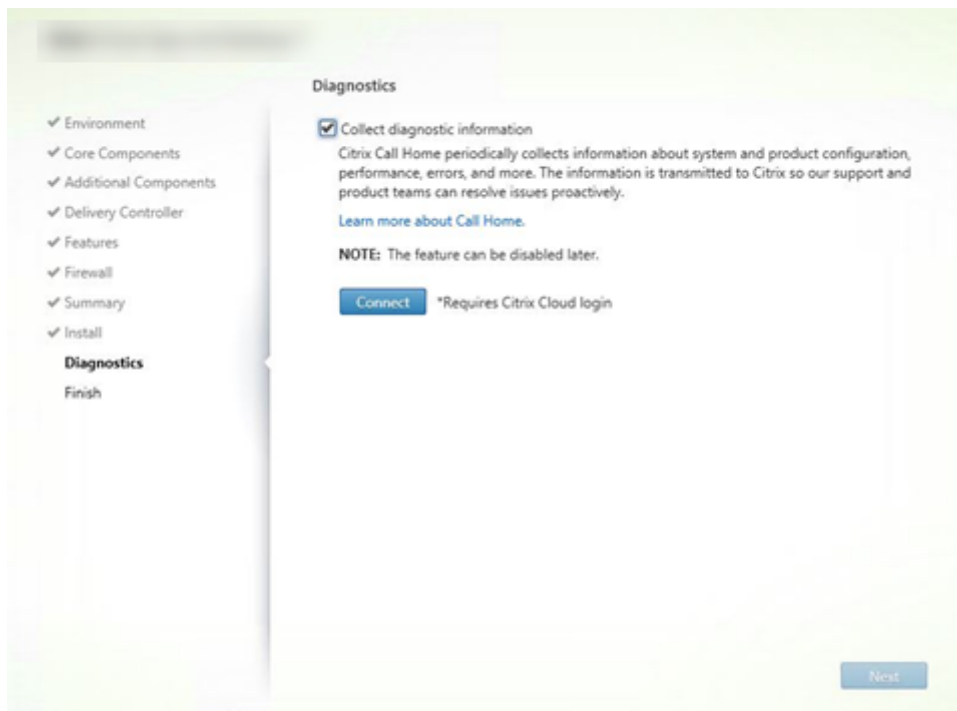 Diagnostics
Environment
Core Components
Additional Components
Delivery Controller
Features
Firewall
Summary
Install
Diagnostics
Finish
Collect diagnostic information
Citrix Call Home periodically collects information about system and product configuration,
performance, errors, and more. The information is transmitted to Citrix so our support and
product teams can resolve issues proactively.
Learn more about Call Home.
NOTE: The feature can be disabled later.
Connect *Requires Citrix Cloud login
Next